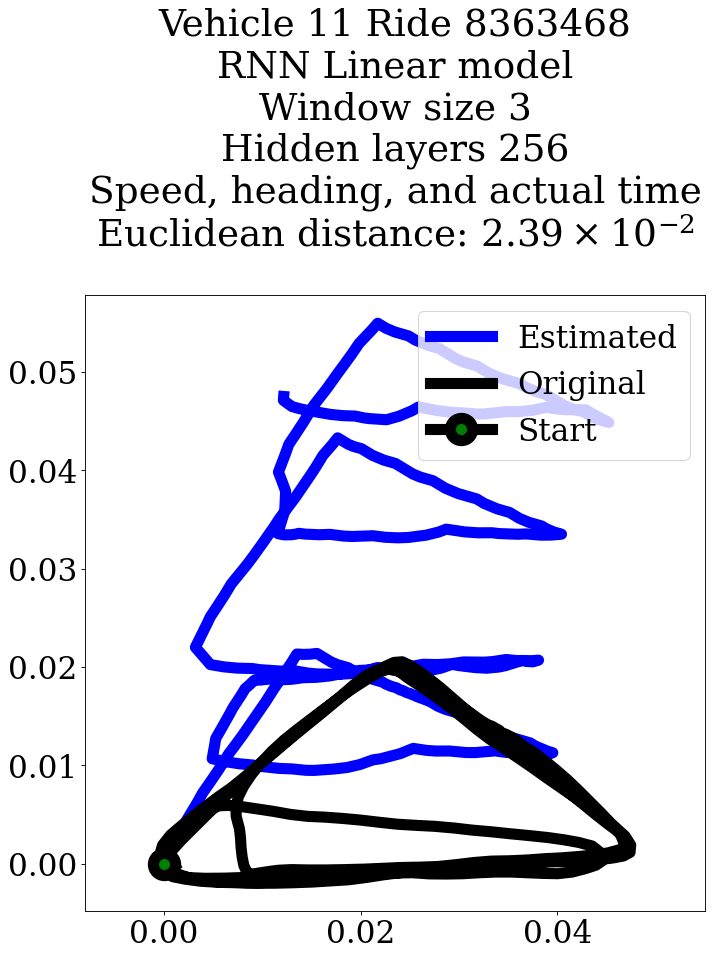 Vehicle 11 Ride 8363468
RNN Linear model
Window size 3
Hidden layers 256
Speed, heading, and actual time
Euclidean distance: 2.39 × 10⁻²
Estimated
Original
Start
0.05
0.04
0.03
0.02
0.01
0.00
0.00 0.02 0.04